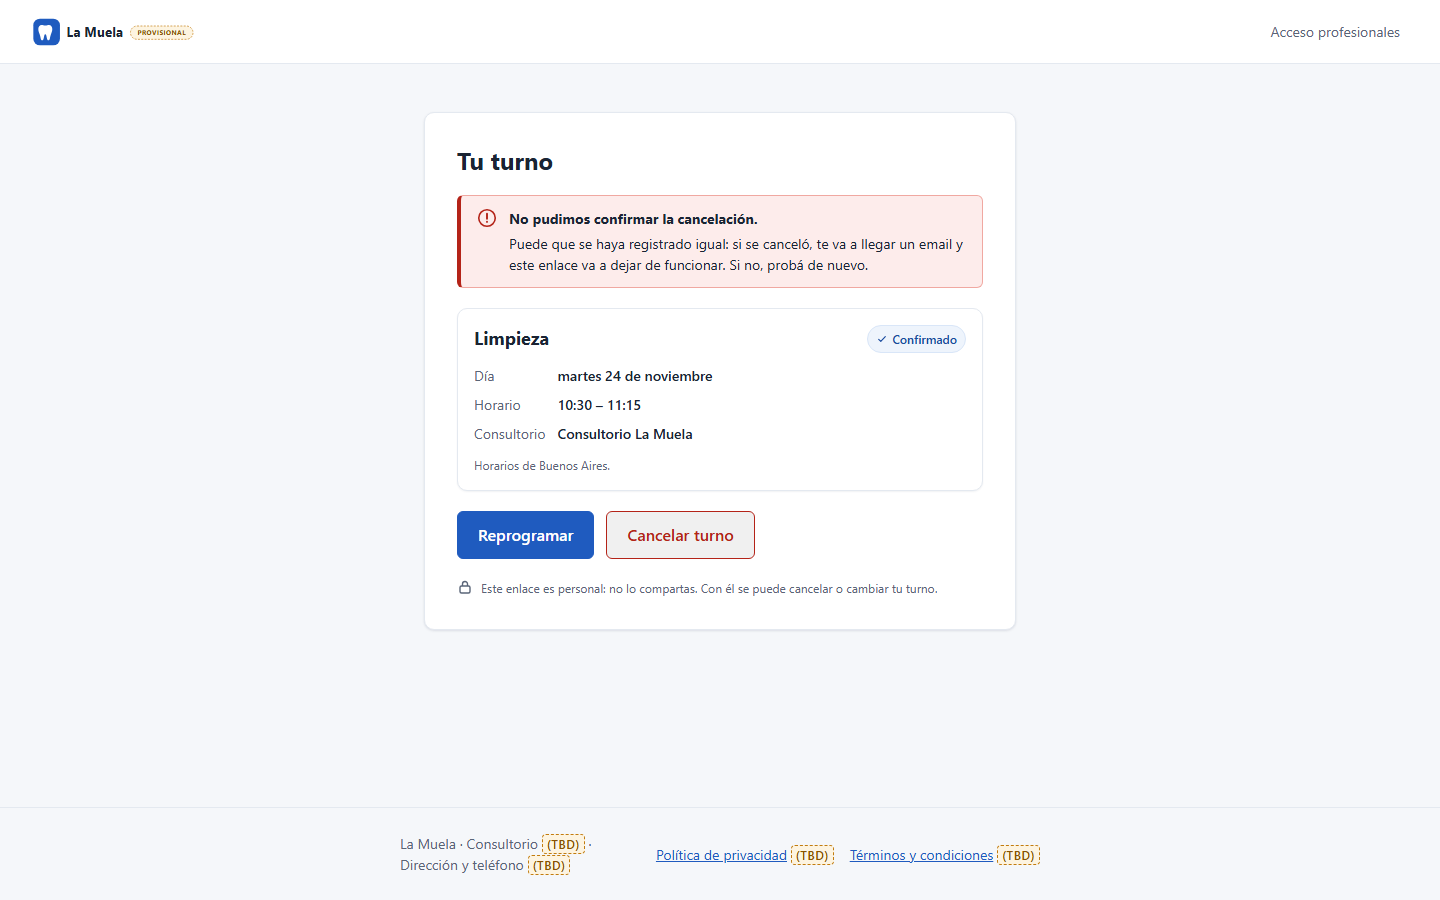 La Muela PROVISIONAL
Acceso profesionales
Tu turno
No pudimos confirmar la cancelación.
Puede que se haya registrado igual: si se canceló, te va a llegar un email y
este enlace va a dejar de funcionar. Si no, probá de nuevo.
Limpieza
Confirmado
Día martes 24 de noviembre
Horario 10:30 – 11:15
Consultorio Consultorio La Muela
Horarios de Buenos Aires.
Reprogramar
Cancelar turno
Este enlace es personal: no lo compartas. Con él se puede cancelar o cambiar tu turno.
La Muela · Consultorio (TBD) ·
Dirección y teléfono (TBD)
Política de privacidad (TBD)
Términos y condiciones (TBD)